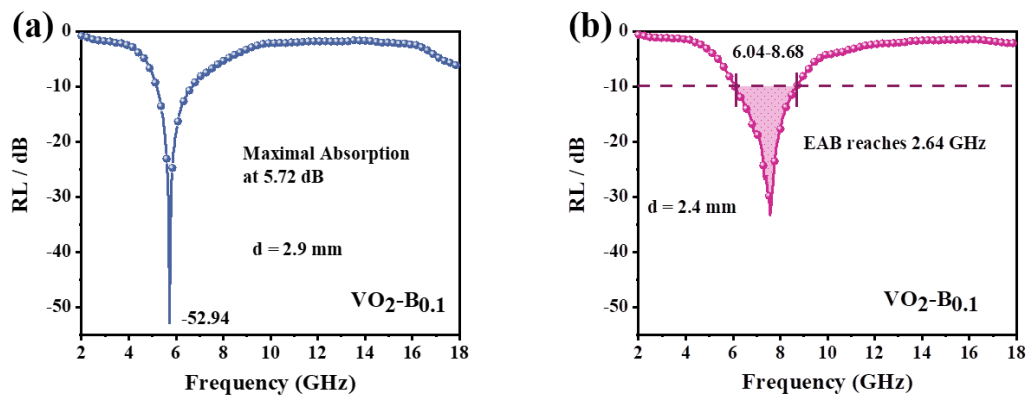 (a)
0
-10
-20
-30
-40
-50
RL / dB
Maximal Absorption
at 5.72 dB
d = 2.9 mm
-52.94
VO₂-B₀.₁
2 4 6 8 10 12 14 16 18
Frequency (GHz)
(b)
0
-10
-20
-30
-40
-50
RL / dB
6.04-8.68
EAB reaches 2.64 GHz
d = 2.4 mm
VO₂-B₀.₁
2 4 6 8 10 12 14 16 18
Frequency (GHz)